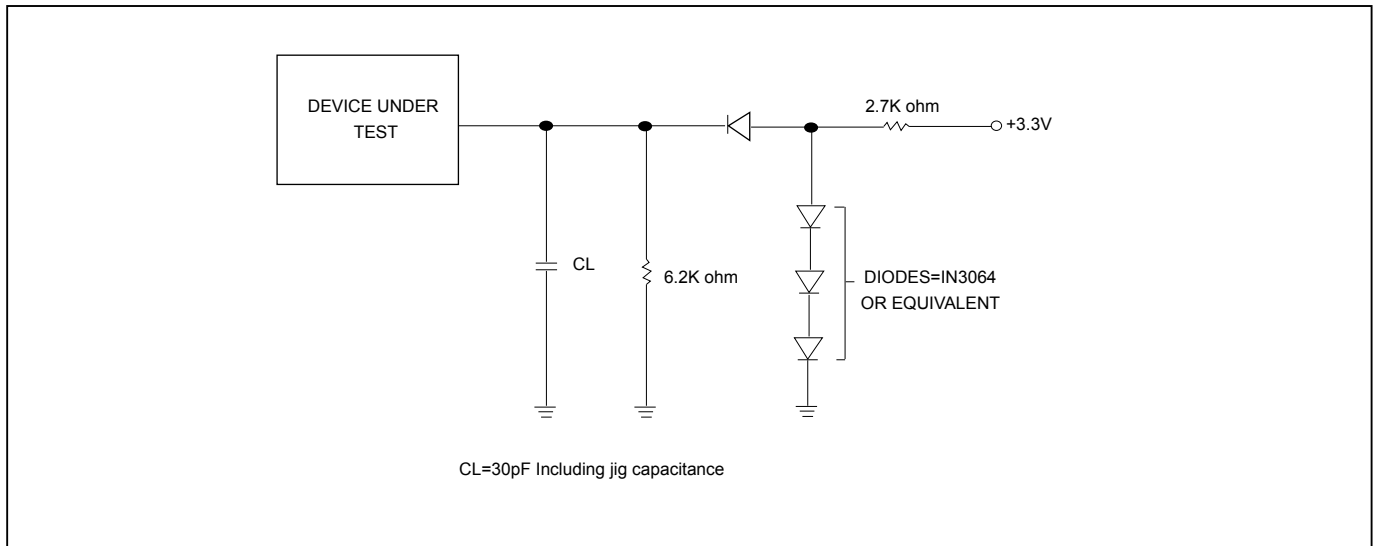 DEVICE UNDER
TEST
2.7K ohm
+3.3V
CL
6.2K ohm
DIODES=IN3064
OR EQUIVALENT
CL=30pF Including jig capacitance